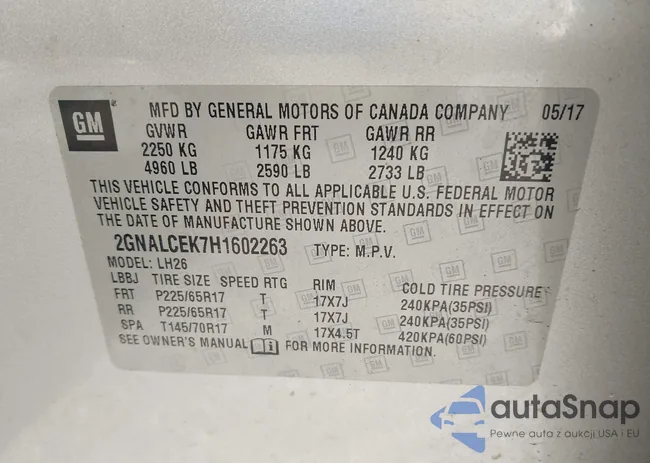 GM
MFD BY GENERAL MOTORS OF CANADA COMPANY 05/17
GVWR GAWR FRT GAWR RR
2250 KG 1175 KG 1240 KG
4960 LB 2590 LB 2733 LB
THIS VEHICLE CONFORMS TO ALL APPLICABLE U.S. FEDERAL MOTOR
VEHICLE SAFETY AND THEFT PREVENTION STANDARDS IN EFFECT ON
THE DATE OF MANUFACTURE SHOWN ABOVE.
2GNALCEK7H1602263 TYPE: M.P.V.
MODEL: LH26
LBBJ TIRE SIZE SPEED RTG RIM COLD TIRE PRESSURE
FRT P225/65R17 T 17X7J 240KPA(35PSI)
RR P225/65R17 T 17X7J 240KPA(35PSI)
SPA T145/70R17 M 17X4.5T 420KPA(60PSI)
SEE OWNER'S MANUAL i FOR MORE INFORMATION.
autaSnap
Pewne auta z aukcji USA i EU